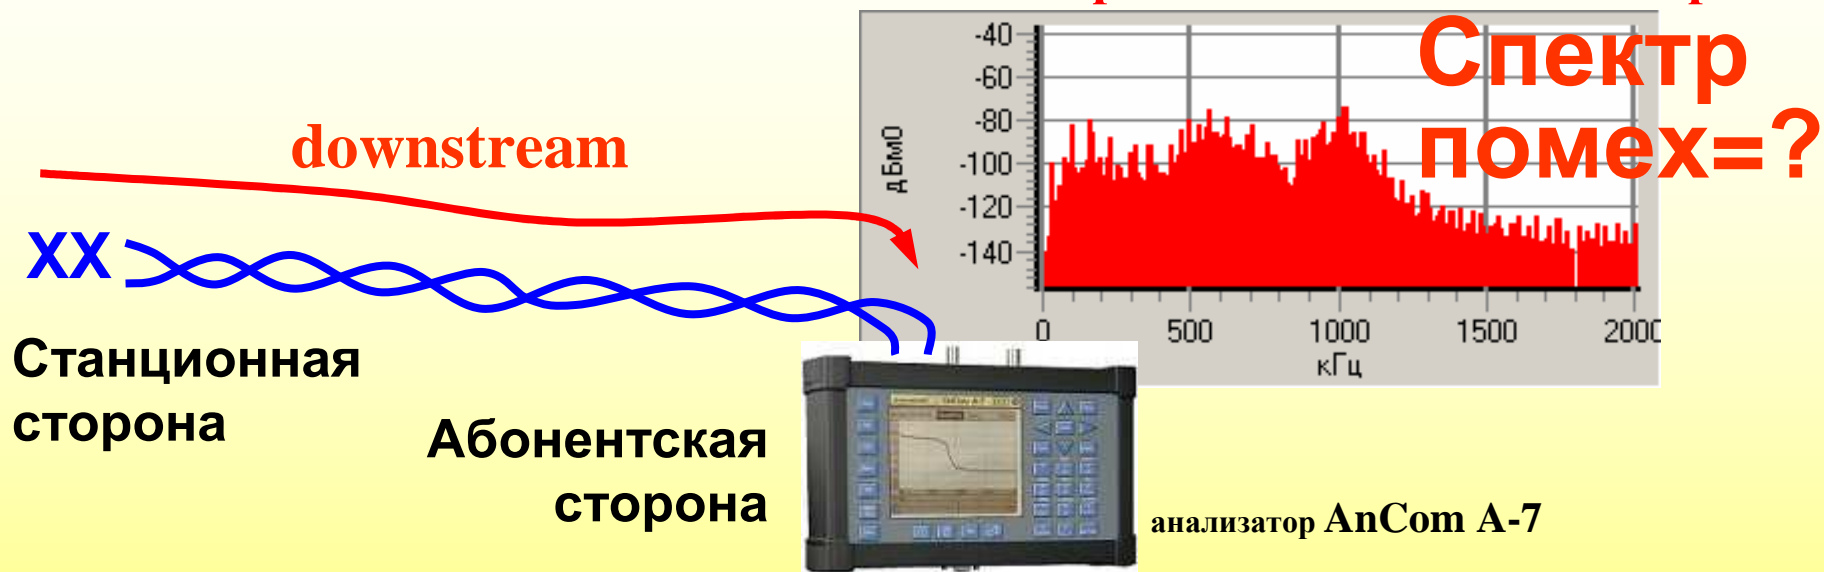 Спектр
помех=?
downstream
XX
Станционная
сторона
Абонентская
сторона
анализатор AnCom A-7
дБм0
-40
-60
-80
-100
-120
-140
0 500 1000 1500 2000
кГц